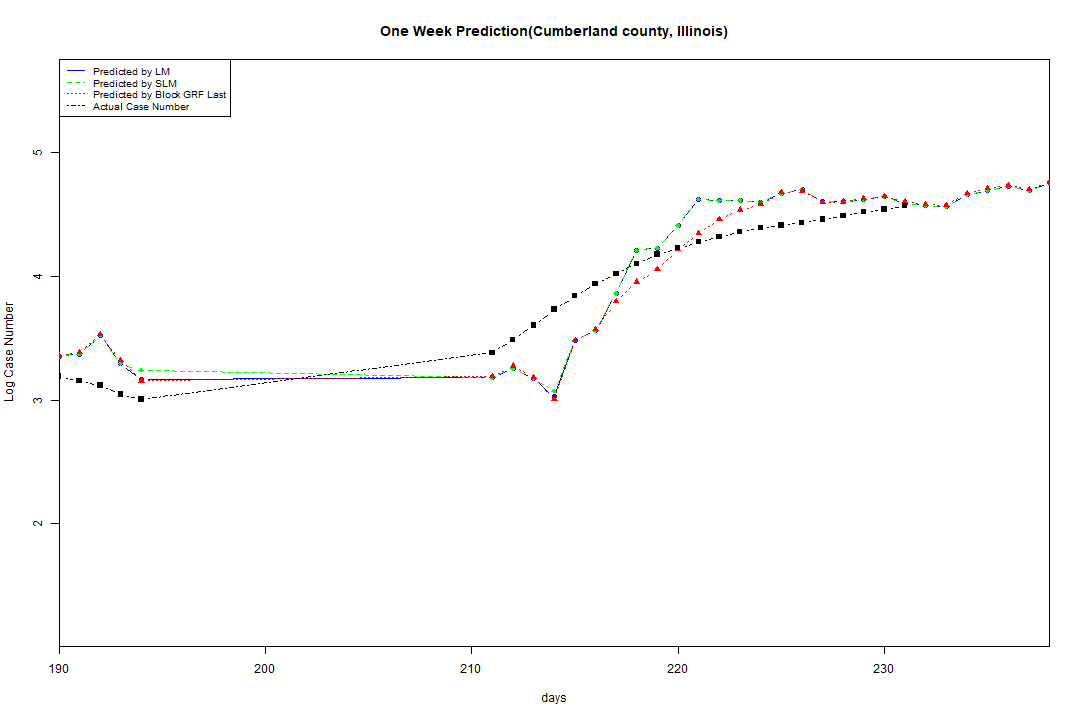 One Week Prediction(Cumberland county, Illinois)
Predicted by LM
Predicted by SLM
Predicted by Block GRF Last
Actual Case Number
5
4
3
2
Log Case Number
190 200 210 220 230
days